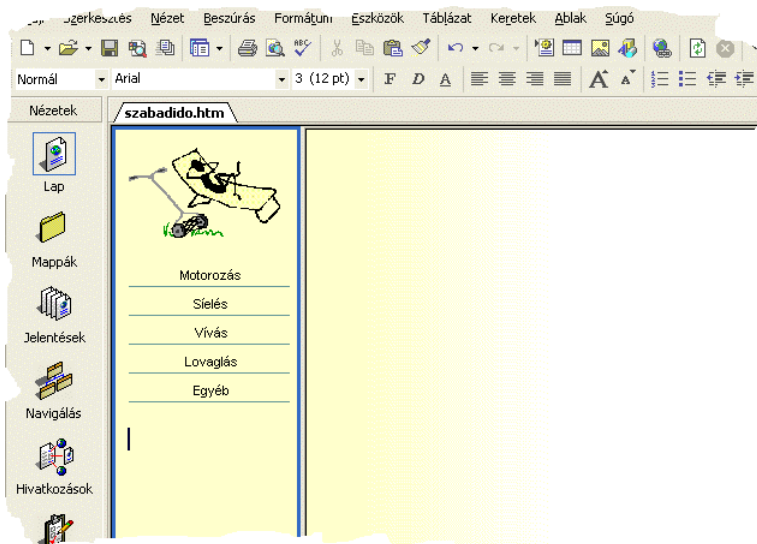 Szerkesztés Nézet Beszúrás Formátum Eszközök Táblázat Keretek Ablak Súgó
Normál Arial 3 (12 pt) F D A A A
Nézetek szabadido.htm
Lap
Mappák
Jelentések
Navigálás
Hivatkozások
Motorozás
Síelés
Vívás
Lovaglás
Egyéb